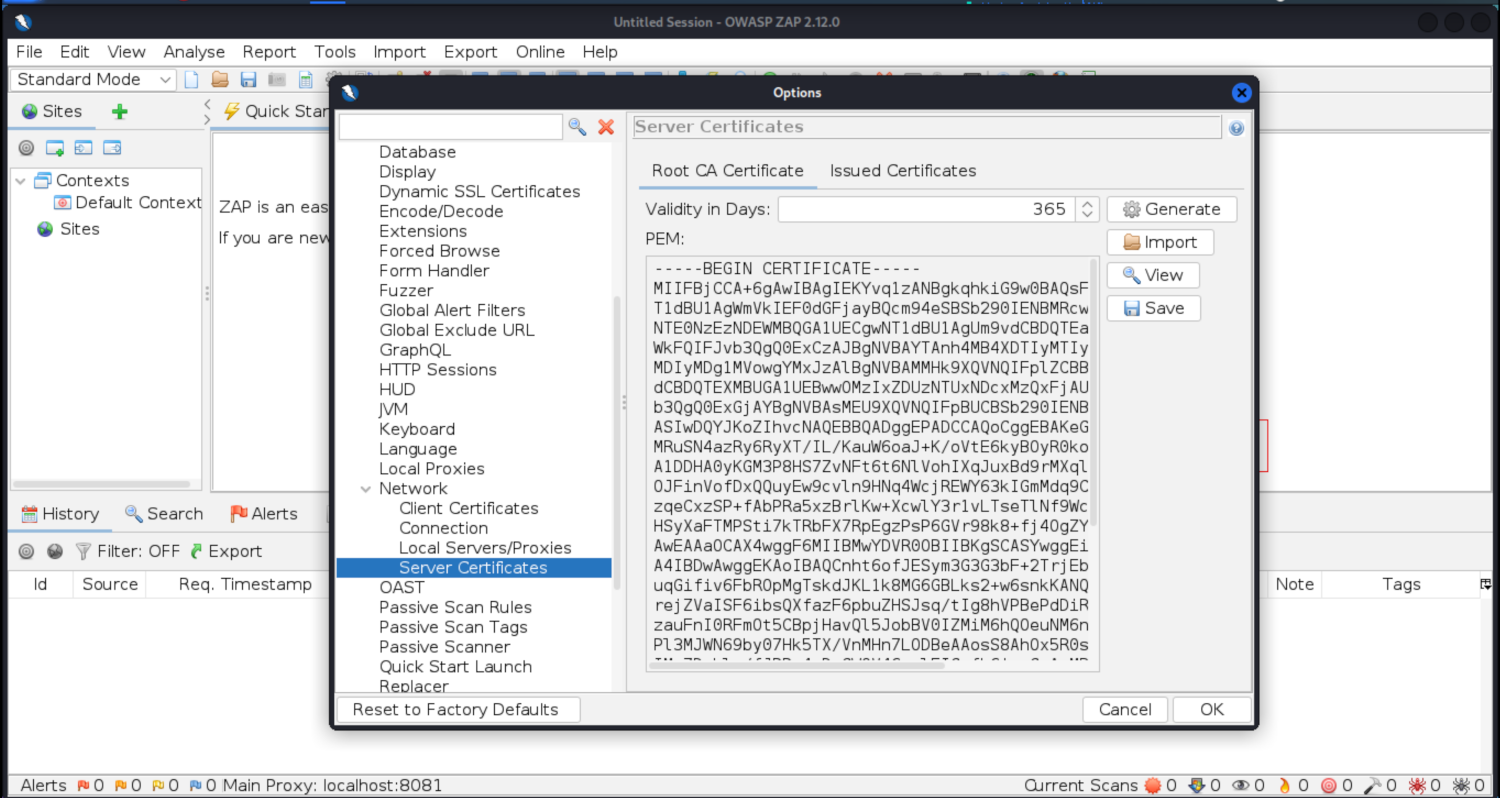 Untitled Session - OWASP ZAP 2.12.0
File Edit View Analyse Report Tools Import Export Online Help
Standard Mode
Sites
Quick Star
Contexts
Default Context
Sites
ZAP is an eas
If you are new
Options
Database
Display
Dynamic SSL Certificates
Encode/Decode
Extensions
Forced Browse
Form Handler
Fuzzer
Global Alert Filters
Global Exclude URL
GraphQL
HTTP Sessions
HUD
JVM
Keyboard
Language
Local Proxies
Network
Client Certificates
Connection
Local Servers/Proxies
Server Certificates
OAST
Passive Scan Rules
Passive Scan Tags
Passive Scanner
Quick Start Launch
Replacer
Server Certificates
Root CA Certificate Issued Certificates
Validity in Days: 365 Generate
PEM:
Import
View
Save
-----BEGIN CERTIFICATE-----
MIIFBjCCA+6gAwIBAgIEKYvq1zANBgkqhkiG9w0BAQsF
T1dBU1AgWmVkIEF0dGFjayBQcm94eSBSb290IENBMRcw
NTE0NzEzNDEWMBQGA1UECgwNT1dBU1AgUm9vdCBDQTEa
WkFQIFJvb3QgQ0ExCzAJBgNVBAYTAnh4MB4XDTIyMTIy
MDIyMDg1MVowgYMxJzAlBgNVBAMMHk9XQVNQIFplZCBB
dCBDQTEXMBUGA1UEBwwOMzIxZDUzNTUxNDcxMzQxFjAU
b3QgQ0ExGjAYBgNVBAsMEU9XQVNQIFpBUCBSb290IENB
ASIwDQYJKoZIhvcNAQEBBQADggEPADCCAQoCggEBAKeG
MRuSN4azRy6RyXT/IL/KauW6oaJ+K/oVtE6kyBOyR0ko
A1DDHA0yKGM3P8HS7ZvNFt6t6NlVohIXqJuxBd9rMXql
OJFinVofDxQQuyEw9cvln9HNq4WcjREWY63kIGmMdq9C
zqeCxzSP+fAbPRa5xzBrlKw+XcwlY3r1vLTseTlNf9Wc
HSyXaFTMPSti7kTRbFX7RpEgzPsP6GVr98k8+fj4OgZY
AwEAAaOCAX4wggF6MIIBMwYDVR0OBIIBKgSCASYwggEi
A4IBDwAwggEKAoIBAQCnht6ofJESym3G3G3bF+2TrjEb
uqGifiv6FbROpMgTskdJKL1k8MG6GBLks2+w6snkKANQ
rejZVaISF6ibsQXfazF6pbuZHSJsq/tIg8hVPBePdDiR
zauFnI0RFmOt5CBpjHavQl5JobBV0IZMiM6hQOeuNM6n
Pl3MJWN69by07Hk5TX/VnMHn7LODBeAAosS8AhOx5R0s
Reset to Factory Defaults Cancel OK
History Search Alerts
Filter: OFF Export
Id Source Req. Timestamp Note Tags
Alerts 0 0 0 0 Main Proxy: localhost:8081 Current Scans 0 0 0 0 0 0 0 0